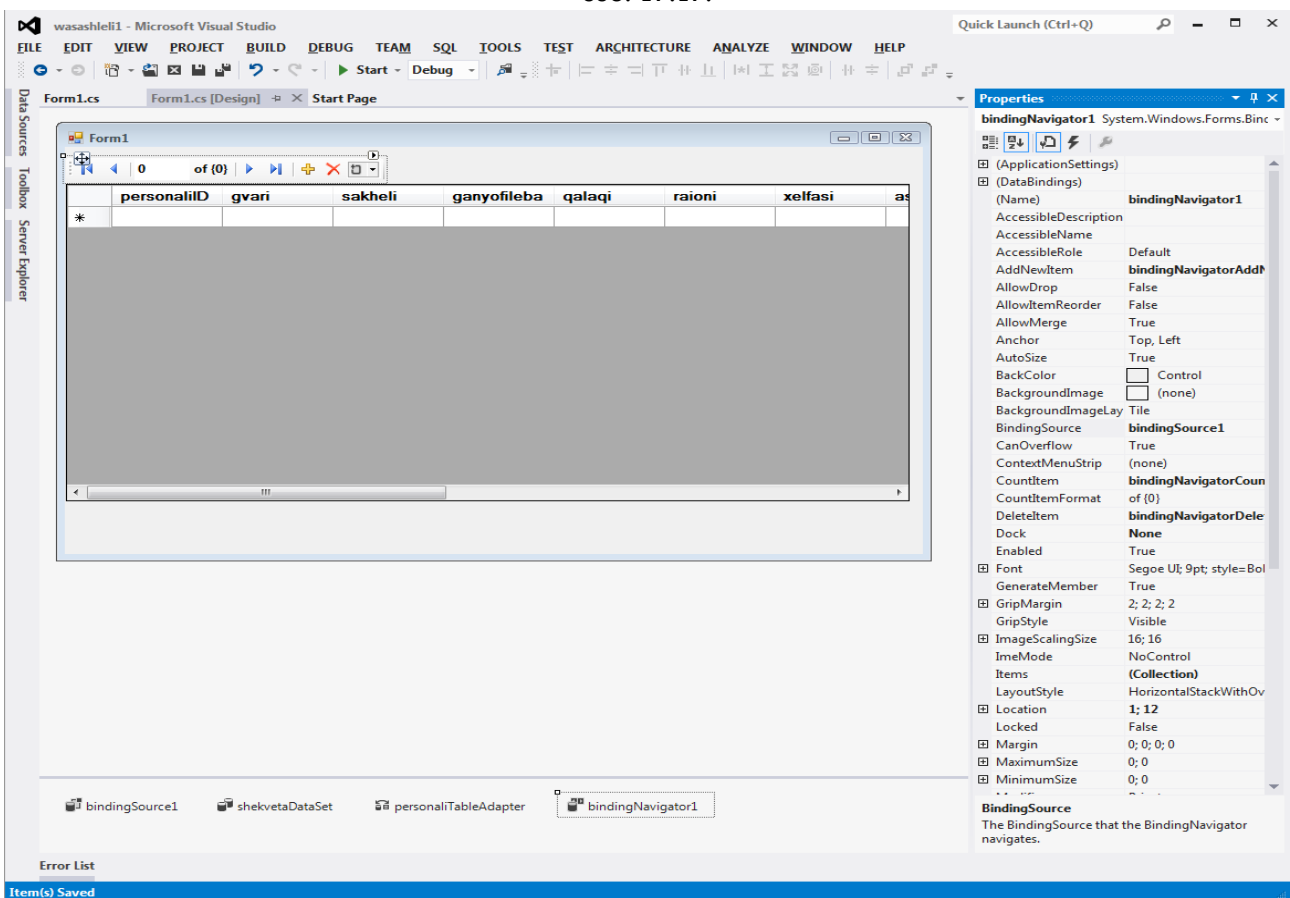 wasashleli1 - Microsoft Visual Studio
Quick Launch (Ctrl+Q)
FILE EDIT VIEW PROJECT BUILD DEBUG TEAM SQL TOOLS TEST ARCHITECTURE ANALYZE WINDOW HELP
Start Debug
Data Sources
Toolbox
Server Explorer
Form1.cs Form1.cs [Design] Start Page
Form1
0 of {0}
personaliID gvari sakheli ganyofileba qalaqi raioni xelfasi as
bindingSource1 shekvetaDataSet personaliTableAdapter bindingNavigator1
Error List
Item(s) Saved
Properties
bindingNavigator1 System.Windows.Forms.Binc
(ApplicationSettings)
(DataBindings)
(Name) bindingNavigator1
AccessibleDescription
AccessibleName
AccessibleRole Default
AddNewItem bindingNavigatorAddN
AllowDrop False
AllowItemReorder False
AllowMerge True
Anchor Top, Left
AutoSize True
BackColor Control
BackgroundImage (none)
BackgroundImageLay Tile
BindingSource bindingSource1
CanOverflow True
ContextMenuStrip (none)
CountItem bindingNavigatorCoun
CountItemFormat of {0}
DeleteItem bindingNavigatorDele
Dock None
Enabled True
Font Segoe UI; 9pt; style=Bol
GenerateMember True
GripMargin 2; 2; 2; 2
GripStyle Visible
ImageScalingSize 16; 16
ImeMode NoControl
Items (Collection)
LayoutStyle HorizontalStackWithOv
Location 1; 12
Locked False
Margin 0; 0; 0; 0
MaximumSize 0; 0
MinimumSize 0; 0
BindingSource
The BindingSource that the BindingNavigator
navigates.